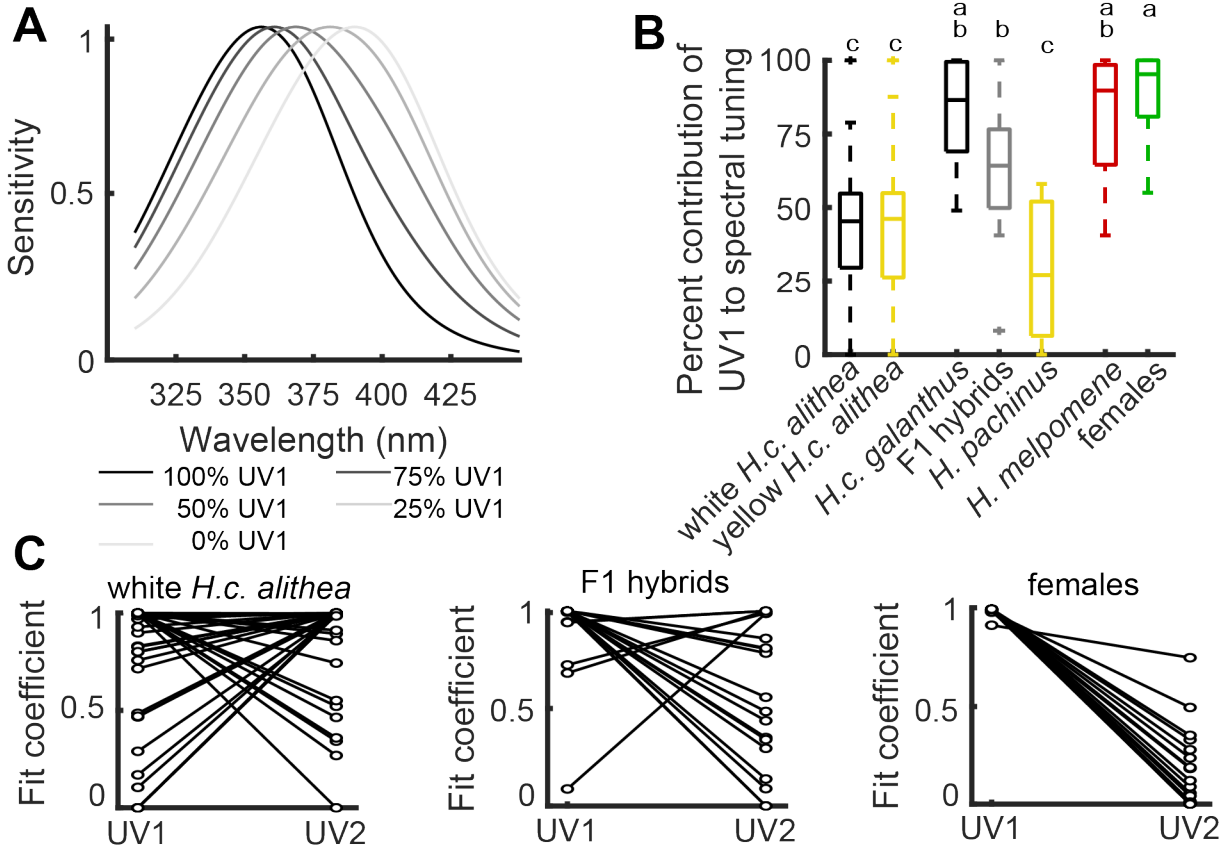 A
Sensitivity
1
0.5
0
325 350 375 400 425
Wavelength (nm)
100% UV1 75% UV1
50% UV1 25% UV1
0% UV1
B
Percent contribution of
UV1 to spectral tuning
100
75
50
25
0
c c a b b c a b a
white H.c. alithea
yellow H.c. alithea
H.c. galanthus
F1 hybrids
H. pachinus
H. melpomene
females
C
white H.c. alithea
Fit coefficient
1
0.5
0
UV1 UV2
F1 hybrids
Fit coefficient
1
0.5
0
UV1 UV2
females
Fit coefficient
1
0.5
0
UV1 UV2